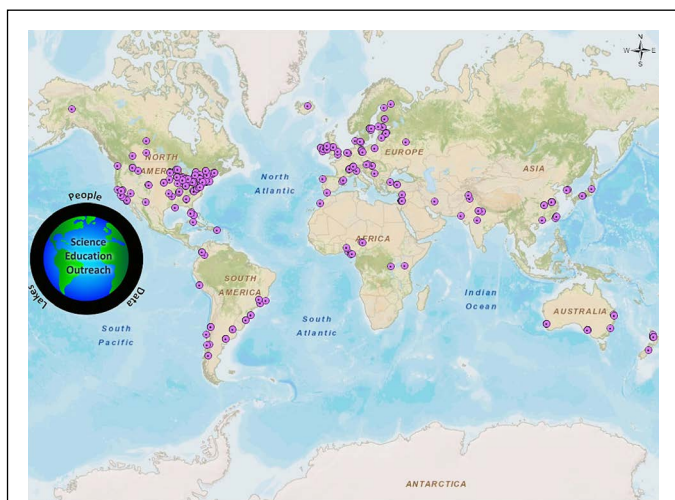 N
W E
S
NORTH
AMERICA
EUROPE
ASIA
North
Atlantic
People
Science
Education
Outreach
Lakes
Data
AFRICA
SOUTH
AMERICA
Indian
Ocean
South
Pacific
South
Atlantic
AUSTRALIA
ANTARCTICA